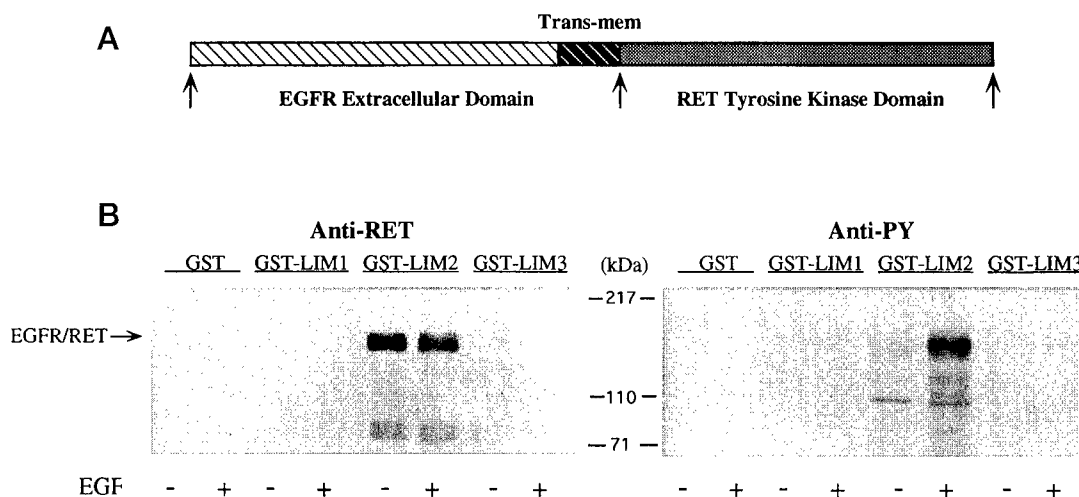 A
Trans-mem
EGFR Extracellular Domain
RET Tyrosine Kinase Domain
B
Anti-RET
Anti-PY
GST GST-LIM1 GST-LIM2 GST-LIM3 (kDa) GST GST-LIM1 GST-LIM2 GST-LIM3
—217—
EGFR/RET
—110—
—71—
EGF - + - + - + - + - + - + - + - +